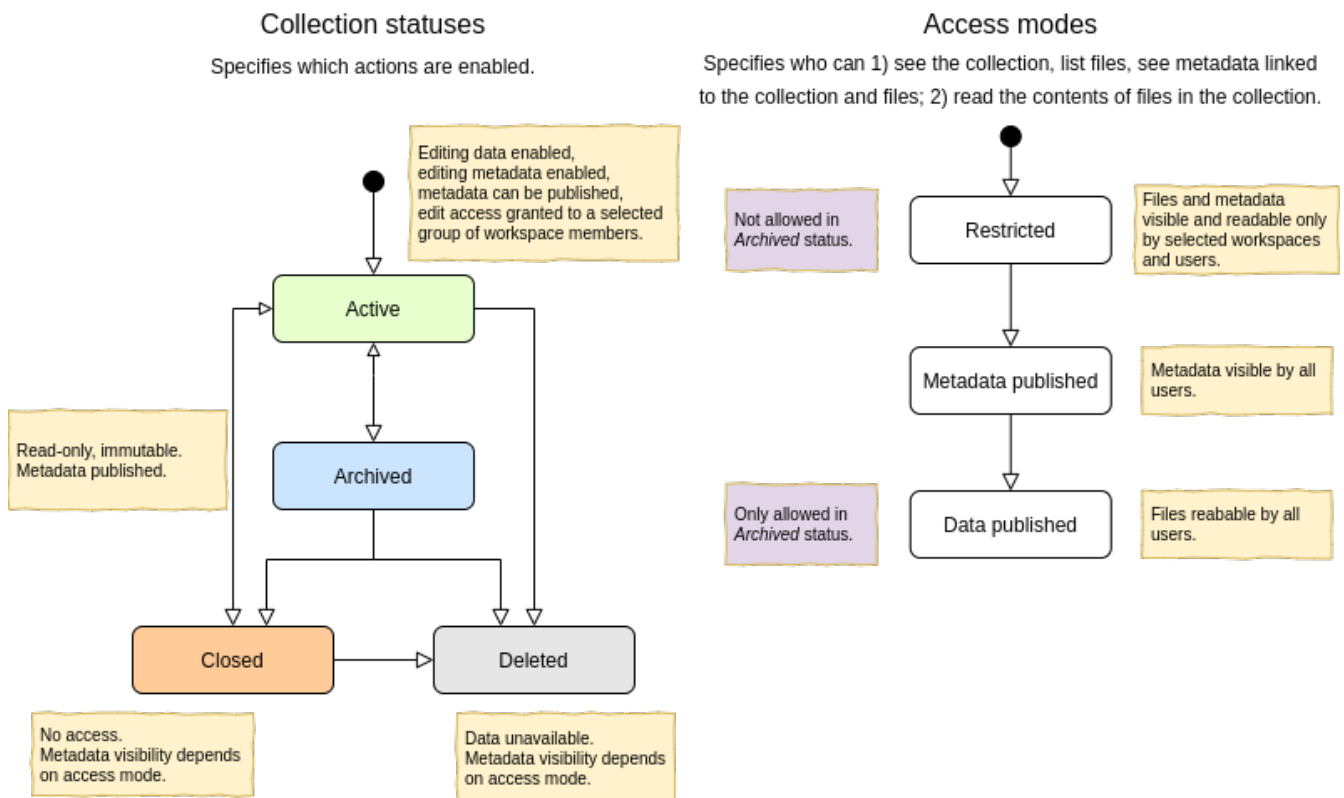 Collection statuses
Specifies which actions are enabled.
Editing data enabled,
editing metadata enabled,
metadata can be published,
edit access granted to a selected
group of workspace members.
Active
Read-only, immutable.
Metadata published.
Archived
Closed
Deleted
No access.
Metadata visibility depends
on access mode.
Data unavailable.
Metadata visibility depends
on access mode.
Access modes
Specifies who can 1) see the collection, list files, see metadata linked
to the collection and files; 2) read the contents of files in the collection.
Not allowed in
Archived status.
Restricted
Files and metadata
visible and readable only
by selected workspaces
and users.
Metadata published
Metadata visible by all
users.
Only allowed in
Archived status.
Data published
Files reabable by all
users.